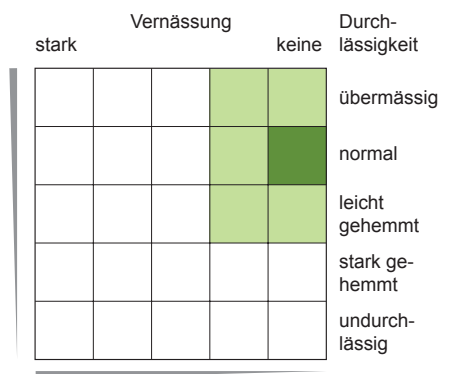 Vernässung
Durch-
stark keine lässigkeit
übermässig
normal
leicht
gehemmt
stark ge-
hemmt
undurch-
lässig